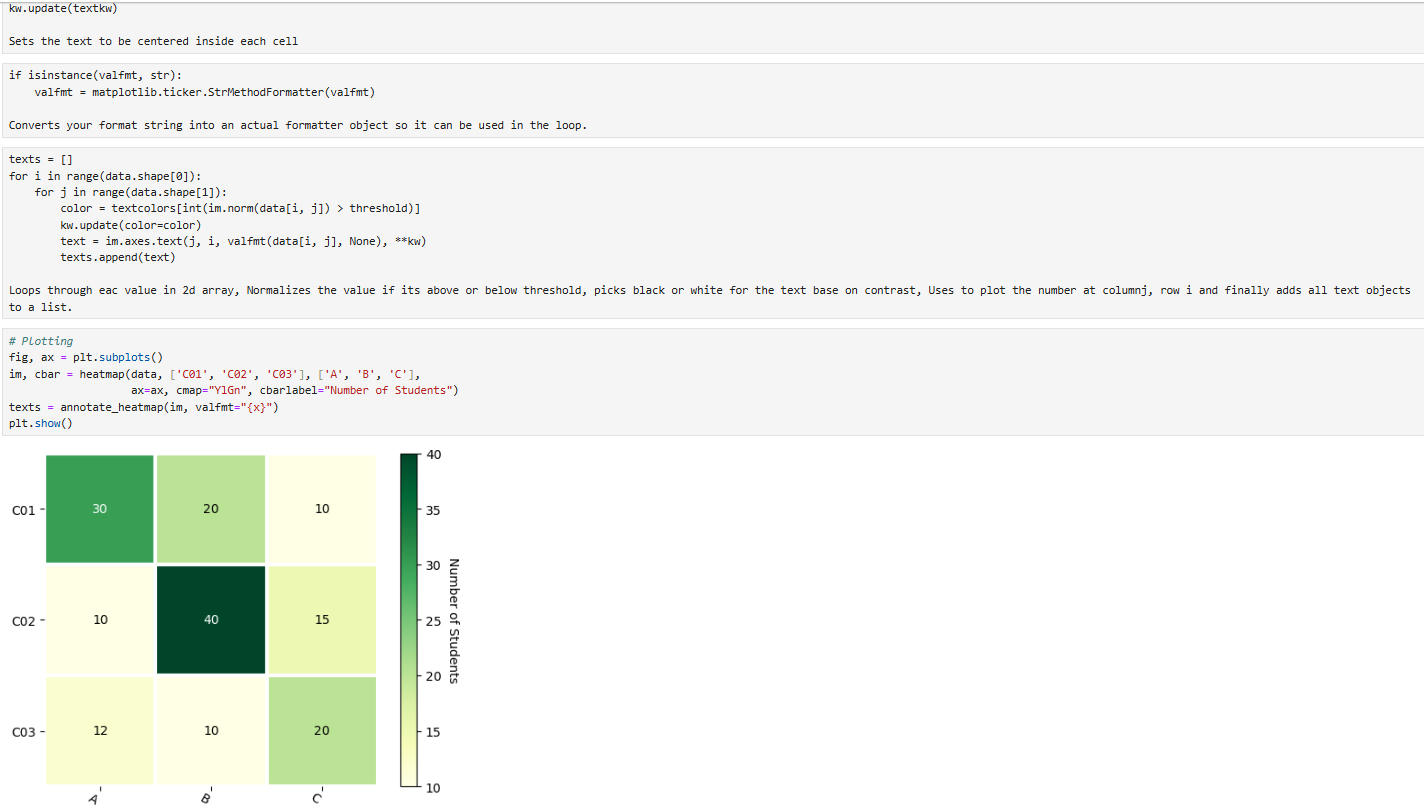 kw.update(textkw)
Sets the text to be centered inside each cell
if isinstance(valfmt, str):
    valfmt = matplotlib.ticker.StrMethodFormatter(valfmt)
Converts your format string into an actual formatter object so it can be used in the loop.
texts = []
for i in range(data.shape[0]):
    for j in range(data.shape[1]):
        color = textcolors[int(im.norm(data[i, j]) > threshold)]
        kw.update(color=color)
        text = im.axes.text(j, i, valfmt(data[i, j], None), **kw)
        texts.append(text)
Loops through eac value in 2d array, Normalizes the value if its above or below threshold, picks black or white for the text base on contrast, Uses to plot the number at columnj, row i and finally adds all text objects
to a list.
# Plotting
fig, ax = plt.subplots()
im, cbar = heatmap(data, ['C01', 'C02', 'C03'], ['A', 'B', 'C'],
                   ax=ax, cmap="YlGn", cbarlabel="Number of Students")
texts = annotate_heatmap(im, valfmt="{x}")
plt.show()
C01 30 20 10
C02 10 40 15
C03 12 10 20
A B C
40
35
30
25
20
15
10
Number of Students